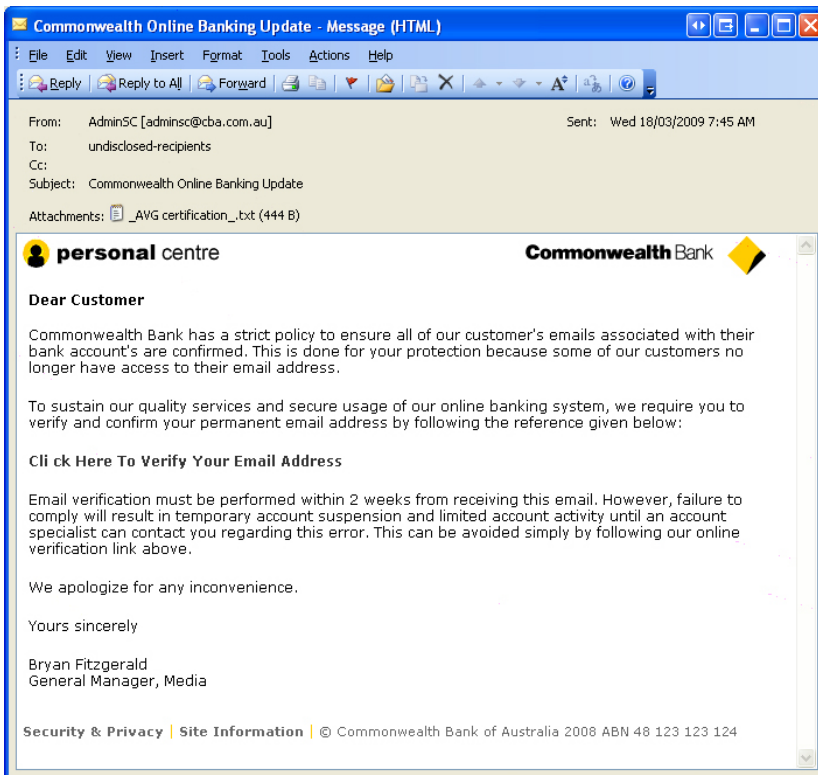 Commonwealth Online Banking Update - Message (HTML)
File Edit View Insert Format Tools Actions Help
Reply Reply to All Forward
From: AdminSC [adminsc@cba.com.au] Sent: Wed 18/03/2009 7:45 AM
To: undisclosed-recipients
Cc:
Subject: Commonwealth Online Banking Update
Attachments: _AVG certification_.txt (444 B)
personal centre Commonwealth Bank
Dear Customer
Commonwealth Bank has a strict policy to ensure all of our customer's emails associated with their
bank account's are confirmed. This is done for your protection because some of our customers no
longer have access to their email address.
To sustain our quality services and secure usage of our online banking system, we require you to
verify and confirm your permanent email address by following the reference given below:
Cli ck Here To Verify Your Email Address
Email verification must be performed within 2 weeks from receiving this email. However, failure to
comply will result in temporary account suspension and limited account activity until an account
specialist can contact you regarding this error. This can be avoided simply by following our online
verification link above.
We apologize for any inconvenience.
Yours sincerely
Bryan Fitzgerald
General Manager, Media
Security & Privacy | Site Information | © Commonwealth Bank of Australia 2008 ABN 48 123 123 124